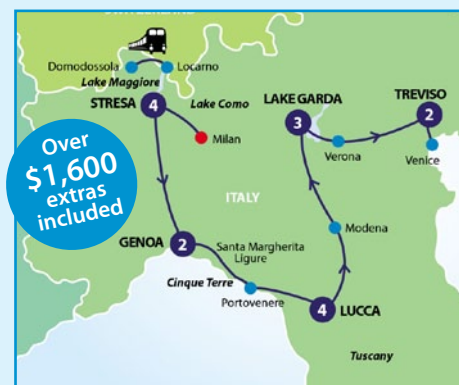 SWITZERLAND
Domodossola
Locarno
Lake Maggiore
STRESA
4
Lake Como
Milan
LAKE GARDA
3
TREVISO
2
Verona
Venice
Over
$1,600
extras
included
ITALY
Modena
GENOA
2
Santa Margherita
Ligure
Cinque Terre
Portovenere
4
LUCCA
Tuscany